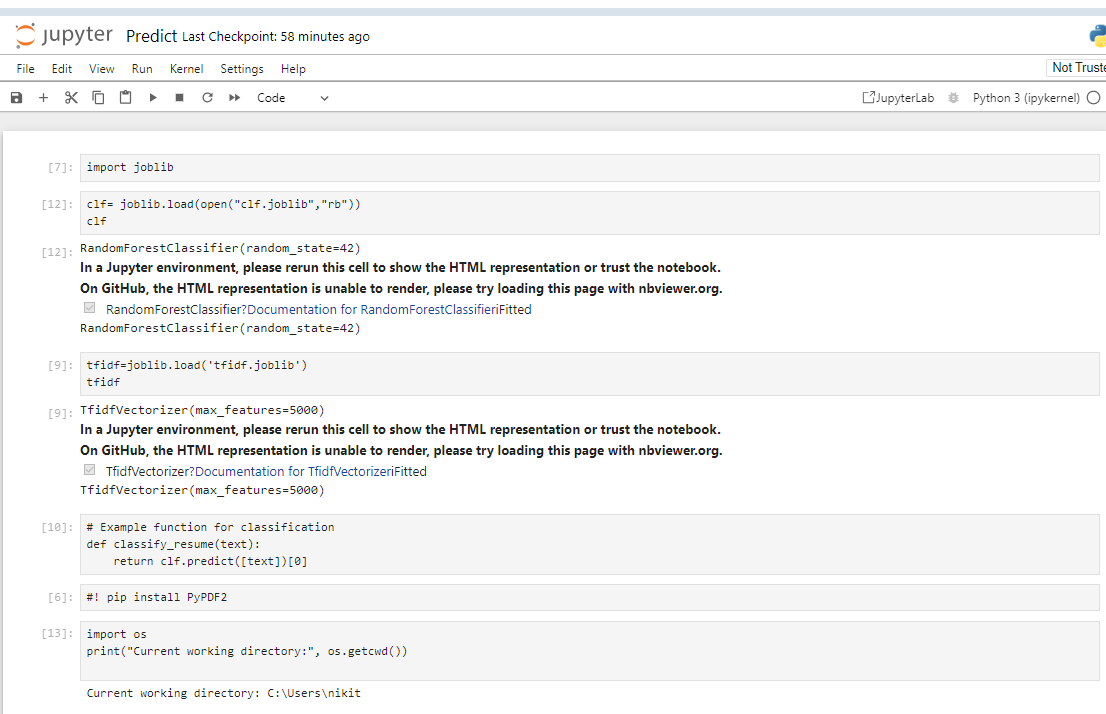 jupyter Predict Last Checkpoint: 58 minutes ago
File Edit View Run Kernel Settings Help
Not Truste
Code JupyterLab Python 3 (ipykernel)
[7]: import joblib
[12]: clf= joblib.load(open("clf.joblib","rb"))
clf
[12]: RandomForestClassifier(random_state=42)
In a Jupyter environment, please rerun this cell to show the HTML representation or trust the notebook.
On GitHub, the HTML representation is unable to render, please try loading this page with nbviewer.org.
RandomForestClassifier?Documentation for RandomForestClassifieriFitted
RandomForestClassifier(random_state=42)
[9]: tfidf=joblib.load('tfidf.joblib')
tfidf
[9]: TfidfVectorizer(max_features=5000)
In a Jupyter environment, please rerun this cell to show the HTML representation or trust the notebook.
On GitHub, the HTML representation is unable to render, please try loading this page with nbviewer.org.
TfidfVectorizer?Documentation for TfidfVectorizeriFitted
TfidfVectorizer(max_features=5000)
[10]: # Example function for classification
def classify_resume(text):
    return clf.predict([text])[0]
[6]: #! pip install PyPDF2
[13]: import os
print("Current working directory:", os.getcwd())
Current working directory: C:\Users\nikit